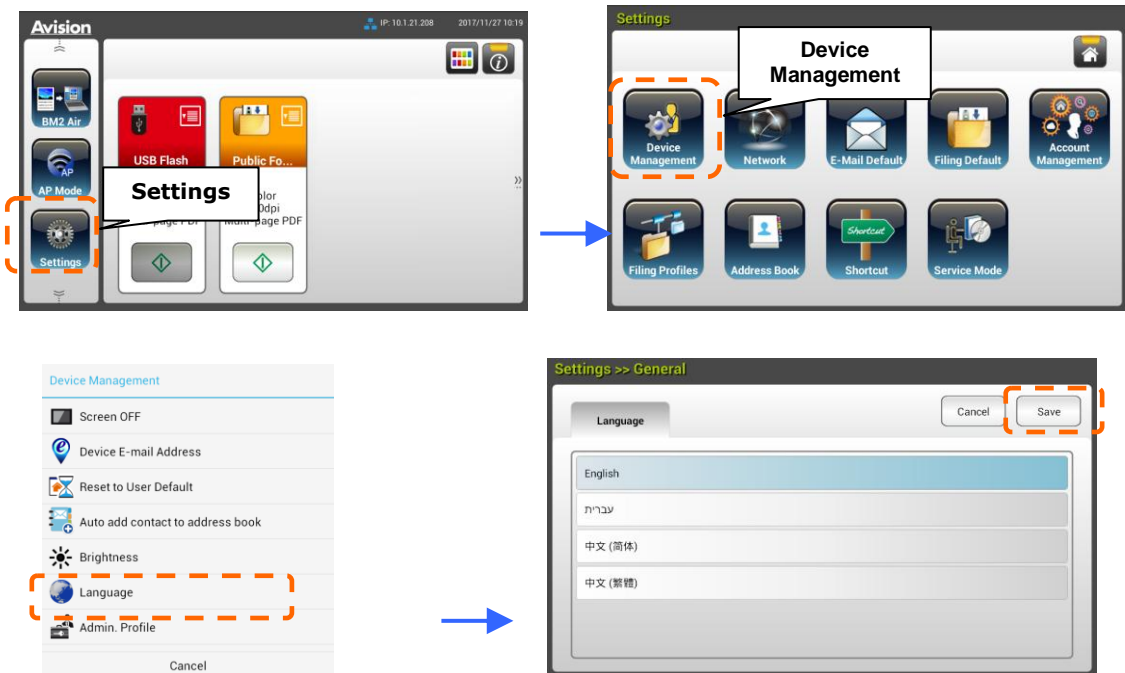 Avision
IP: 10.1.21.208 2017/11/27 10:19
BM2 Air
AP
AP Mode
Settings
USB Flash
Public Fo...
Settings
olor
0dpi
page PDF
Multi-page PDF
Settings
Device
Management
Device
Management
Network
E-Mail Default
Filing Default
Account
Management
Filing Profiles
Address Book
Shortcut
Shortcut
Service Mode
Device Management
Screen OFF
Device E-mail Address
Reset to User Default
Auto add contact to address book
Brightness
Language
Admin. Profile
Cancel
Settings >> General
Language
Cancel
Save
English
עברית
中文 (简体)
中文 (繁體)